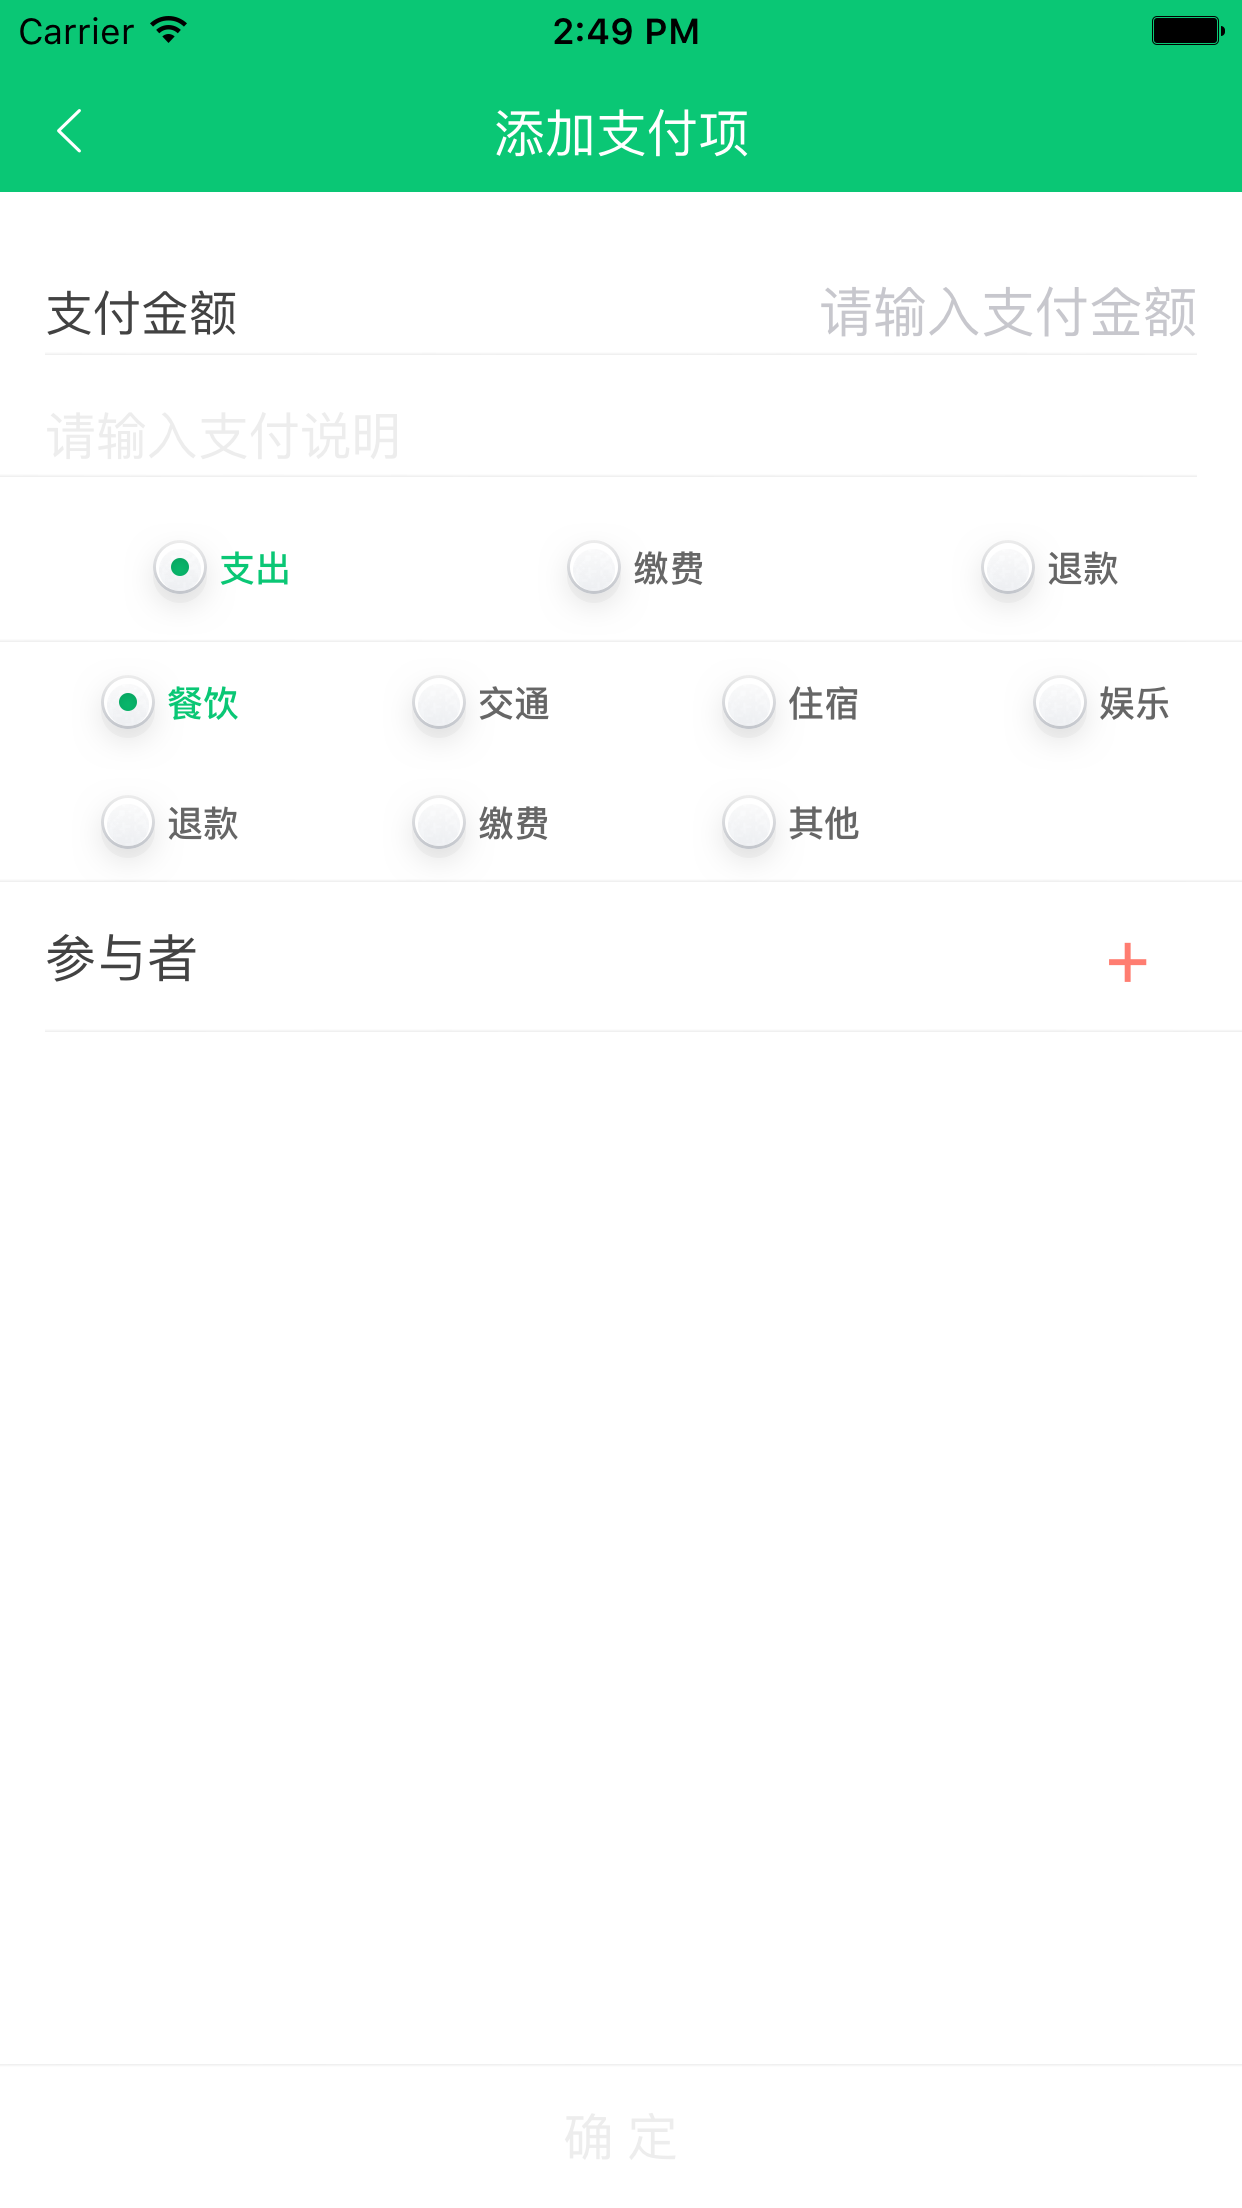 Carrier 2:49 PM
添加支付项
支付金额 请输入支付金额
请输入支付说明
支出 缴费 退款
餐饮 交通 住宿 娱乐
退款 缴费 其他
参与者 +
确 定